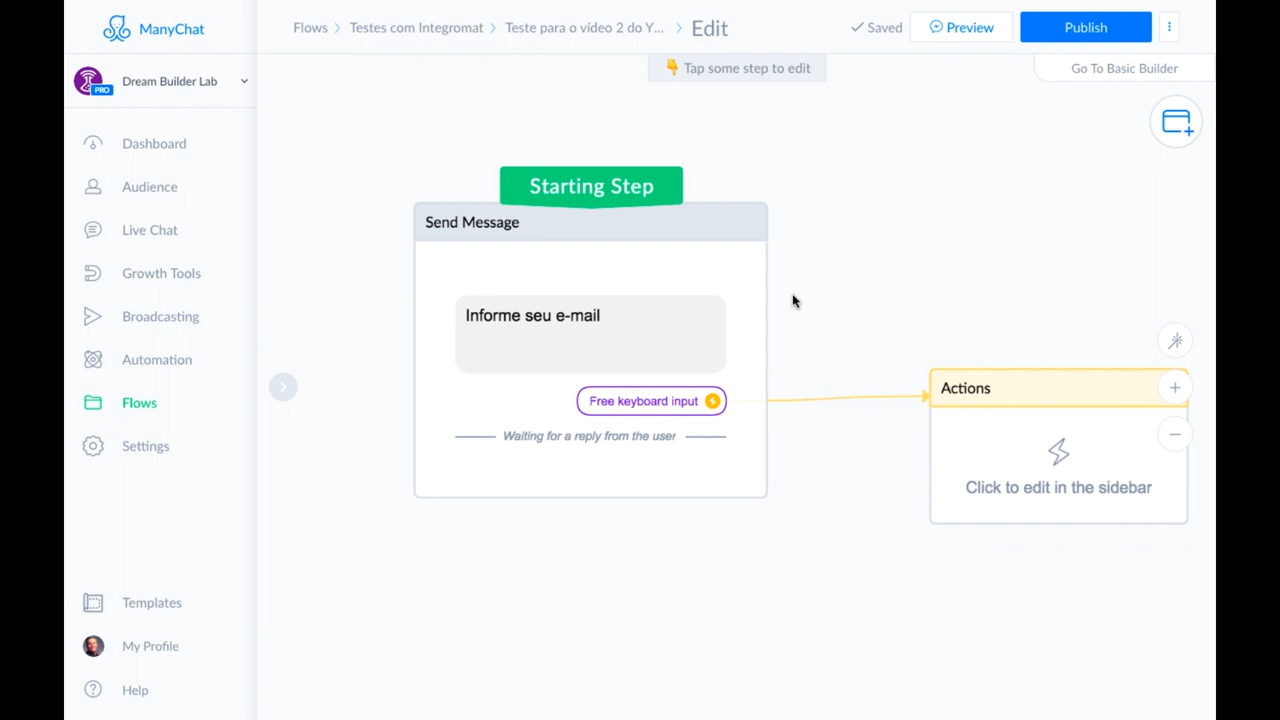 ManyChat
Flows > Testes com Integromat > Teste para o vídeo 2 do Y... > Edit
Saved
Preview
Publish
Dream Builder Lab
PRO
👇 Tap some step to edit
Go To Basic Builder
Dashboard
Audience
Live Chat
Growth Tools
Broadcasting
Automation
Flows
Settings
Templates
My Profile
Help
Starting Step
Send Message
Informe seu e-mail
Free keyboard input
Waiting for a reply from the user
Actions
Click to edit in the sidebar